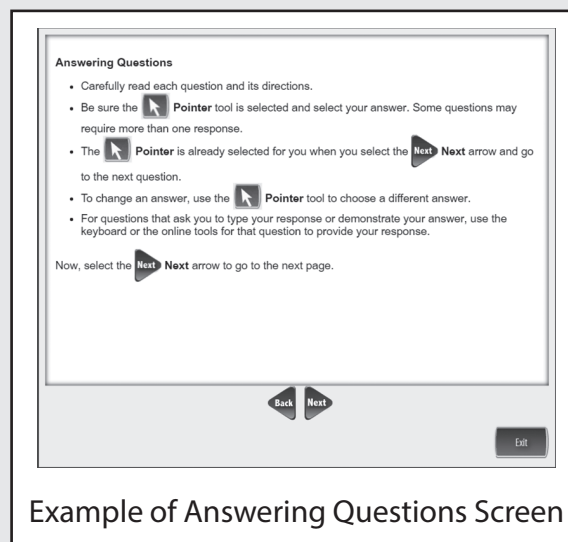 Answering Questions
• Carefully read each question and its directions.
• Be sure the Pointer tool is selected and select your answer. Some questions may
require more than one response.
• The Pointer is already selected for you when you select the Next Next arrow and go
to the next question.
• To change an answer, use the Pointer tool to choose a different answer.
• For questions that ask you to type your response or demonstrate your answer, use the
keyboard or the online tools for that question to provide your response.
Now, select the Next Next arrow to go to the next page.
Back Next
Exit
Example of Answering Questions Screen